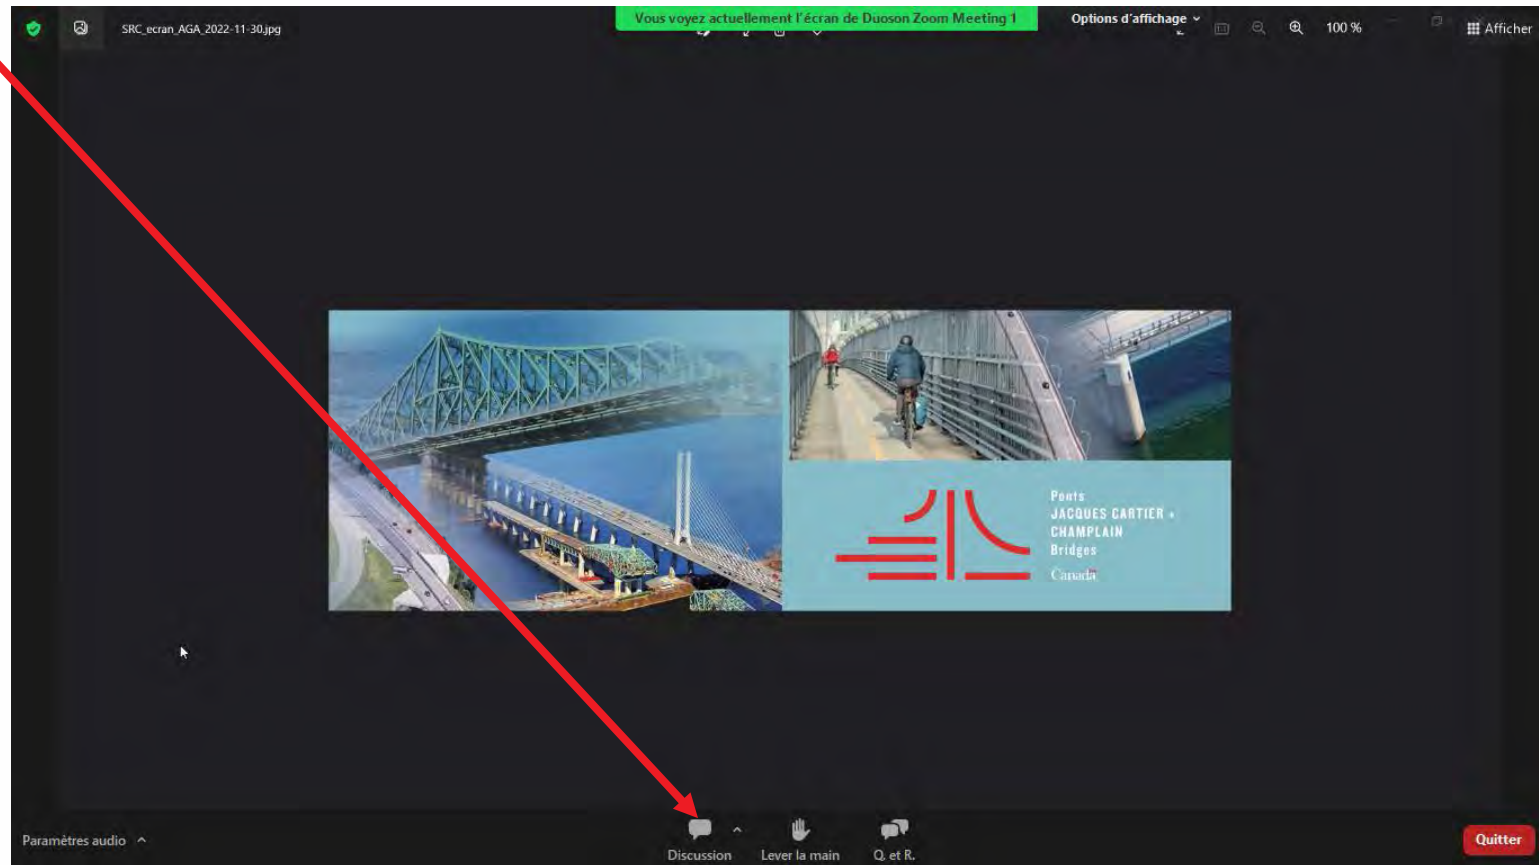 SRC_ecran_AGA_2022-11-30.jpg
Vous voyez actuellement l'écran de Duoson Zoom Meeting 1
Options d'affichage
100 %
Afficher
Ponts
JACQUES CARTIER +
CHAMPLAIN
Bridges
Canada
Paramètres audio
Discussion
Lever la main
Q. et R.
Quitter